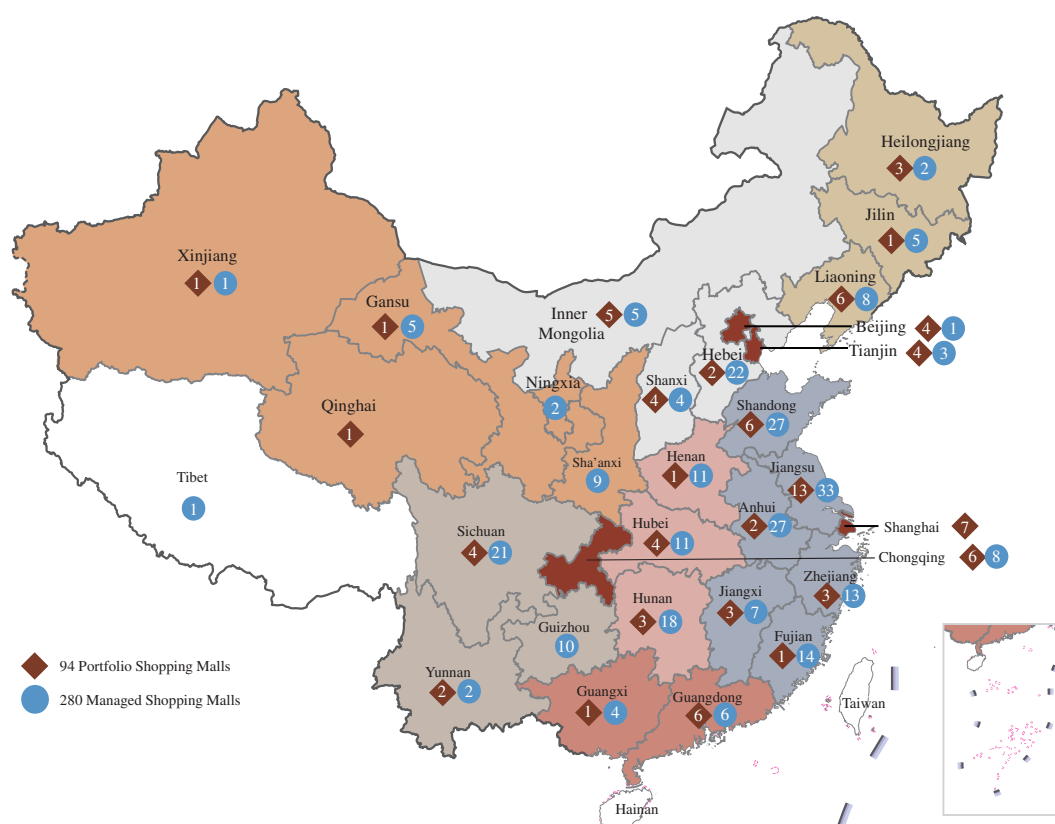 Heilongjiang
3 2
Jilin
1 5
Xinjiang
1 1
Liaoning
6 8
Gansu
1 5
Inner
Mongolia
5 5
Beijing 4 1
Tianjin 4 3
Hebei
2 22
Shanxi
4 4
Ningxia
2
Qinghai
1
Shandong
6 27
Henan
1 11
Sha'anxi
9
Jiangsu
13 33
Tibet
1
Anhui
2 27
Shanghai 7
Sichuan
4 21
Hubei
4 11
Chongqing 6 8
Zhejiang
3 13
Hunan
3 18
Jiangxi
3 7
Guizhou
10
Fujian
1 14
94 Portfolio Shopping Malls
280 Managed Shopping Malls
Yunnan
2 2
Guangxi
1 4
Guangdong
6 6
Taiwan
Hainan